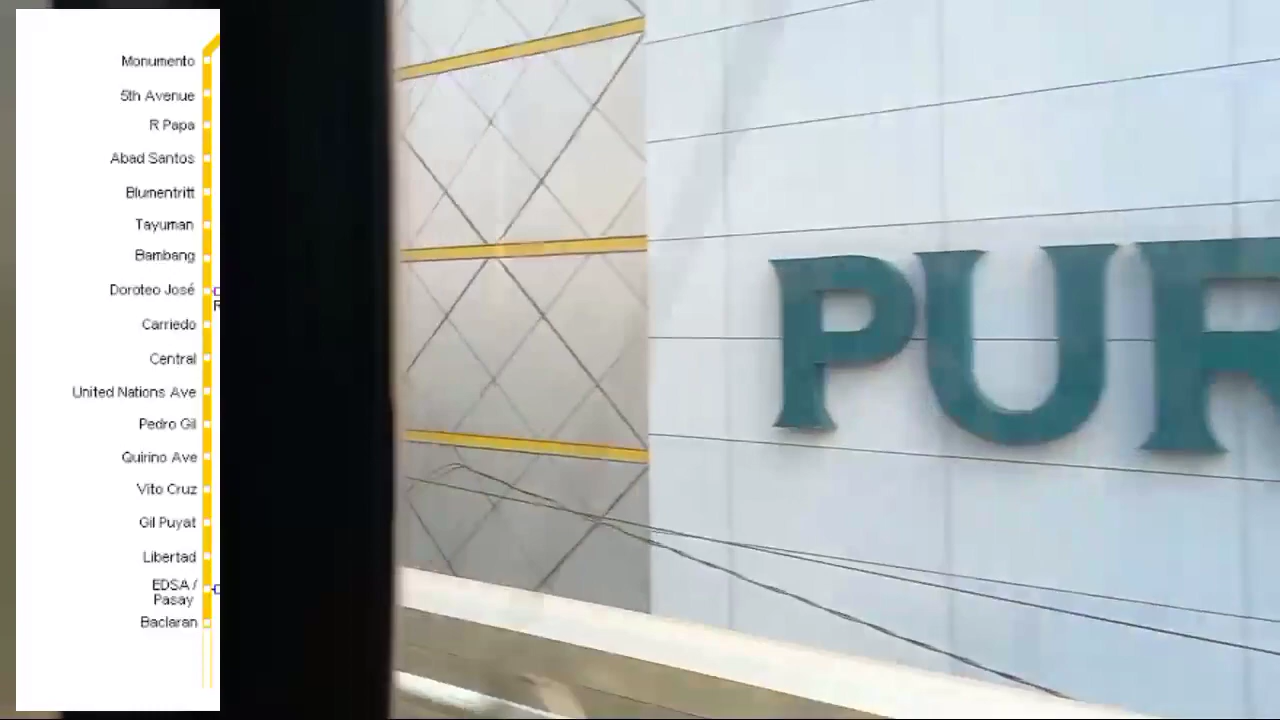 Monumento
5th Avenue
R Papa
Abad Santos
Blumentritt
Tayuman
Bambang
Doroteo José
R
Carriedo
Central
United Nations Ave
Pedro Gil
Quirino Ave
Vito Cruz
Gil Puyat
Libertad
EDSA /
Pasay
Baclaran
PUR